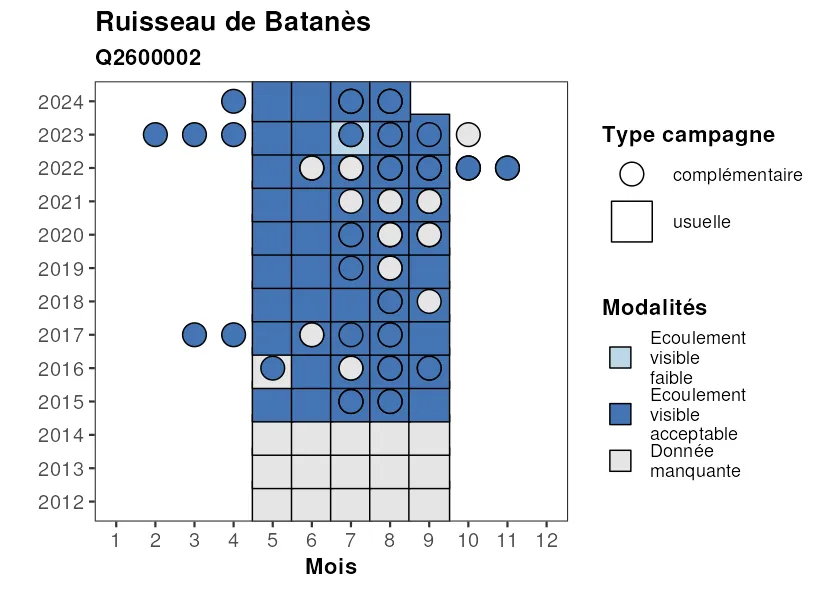 Ruisseau de Batanès
Q2600002
2024
2023
2022
2021
2020
2019
2018
2017
2016
2015
2014
2013
2012
1 2 3 4 5 6 7 8 9 10 11 12
Mois
Type campagne
complémentaire
usuelle
Modalités
Ecoulement
visible
faible
Ecoulement
visible
acceptable
Donnée
manquante